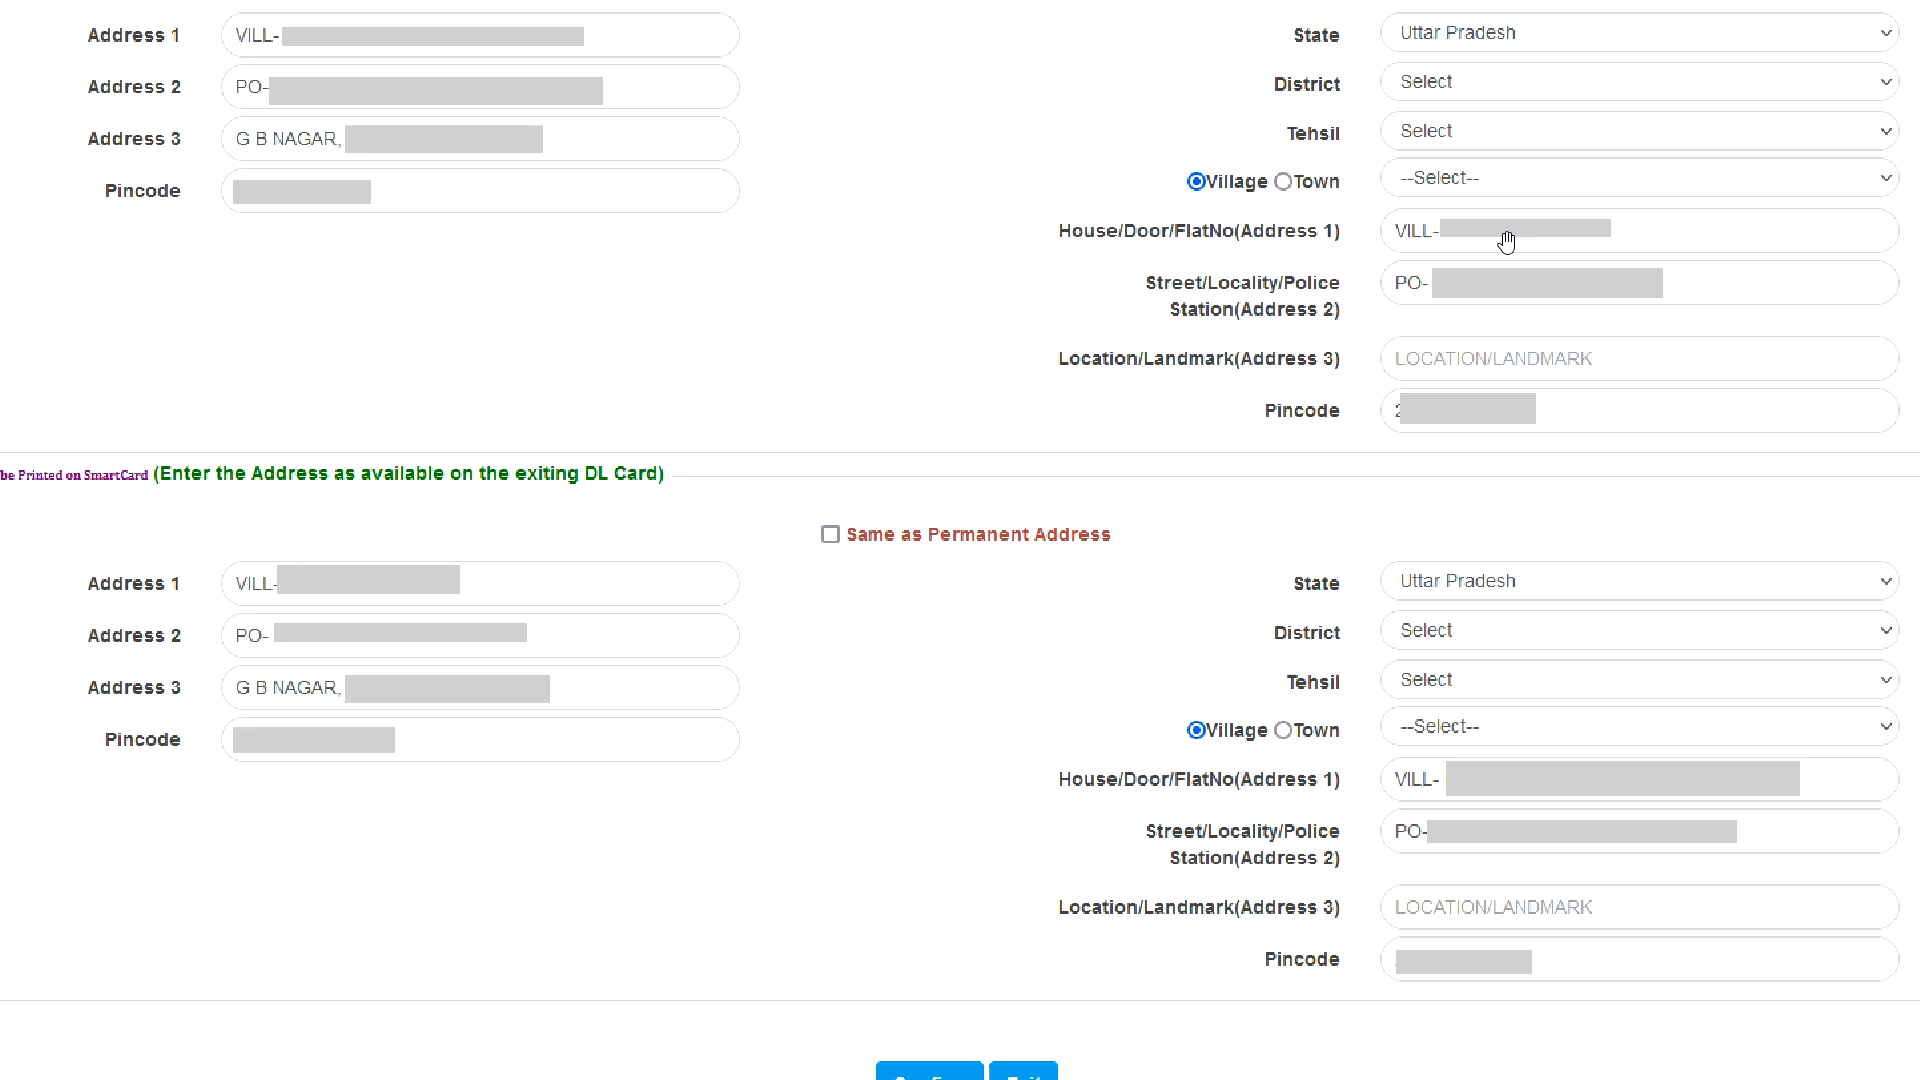 Address 1 VILL-
Address 2 PO-
Address 3 G B NAGAR,
Pincode
State Uttar Pradesh
District Select
Tehsil Select
Village Town --Select--
House/Door/FlatNo(Address 1) VILL-
Street/Locality/Police
Station(Address 2) PO-
Location/Landmark(Address 3) LOCATION/LANDMARK
Pincode 2
be Printed on SmartCard (Enter the Address as available on the exiting DL Card)
Same as Permanent Address
Address 1 VILL-
Address 2 PO-
Address 3 G B NAGAR,
Pincode
State Uttar Pradesh
District Select
Tehsil Select
Village Town --Select--
House/Door/FlatNo(Address 1) VILL-
Street/Locality/Police
Station(Address 2) PO-
Location/Landmark(Address 3) LOCATION/LANDMARK
Pincode